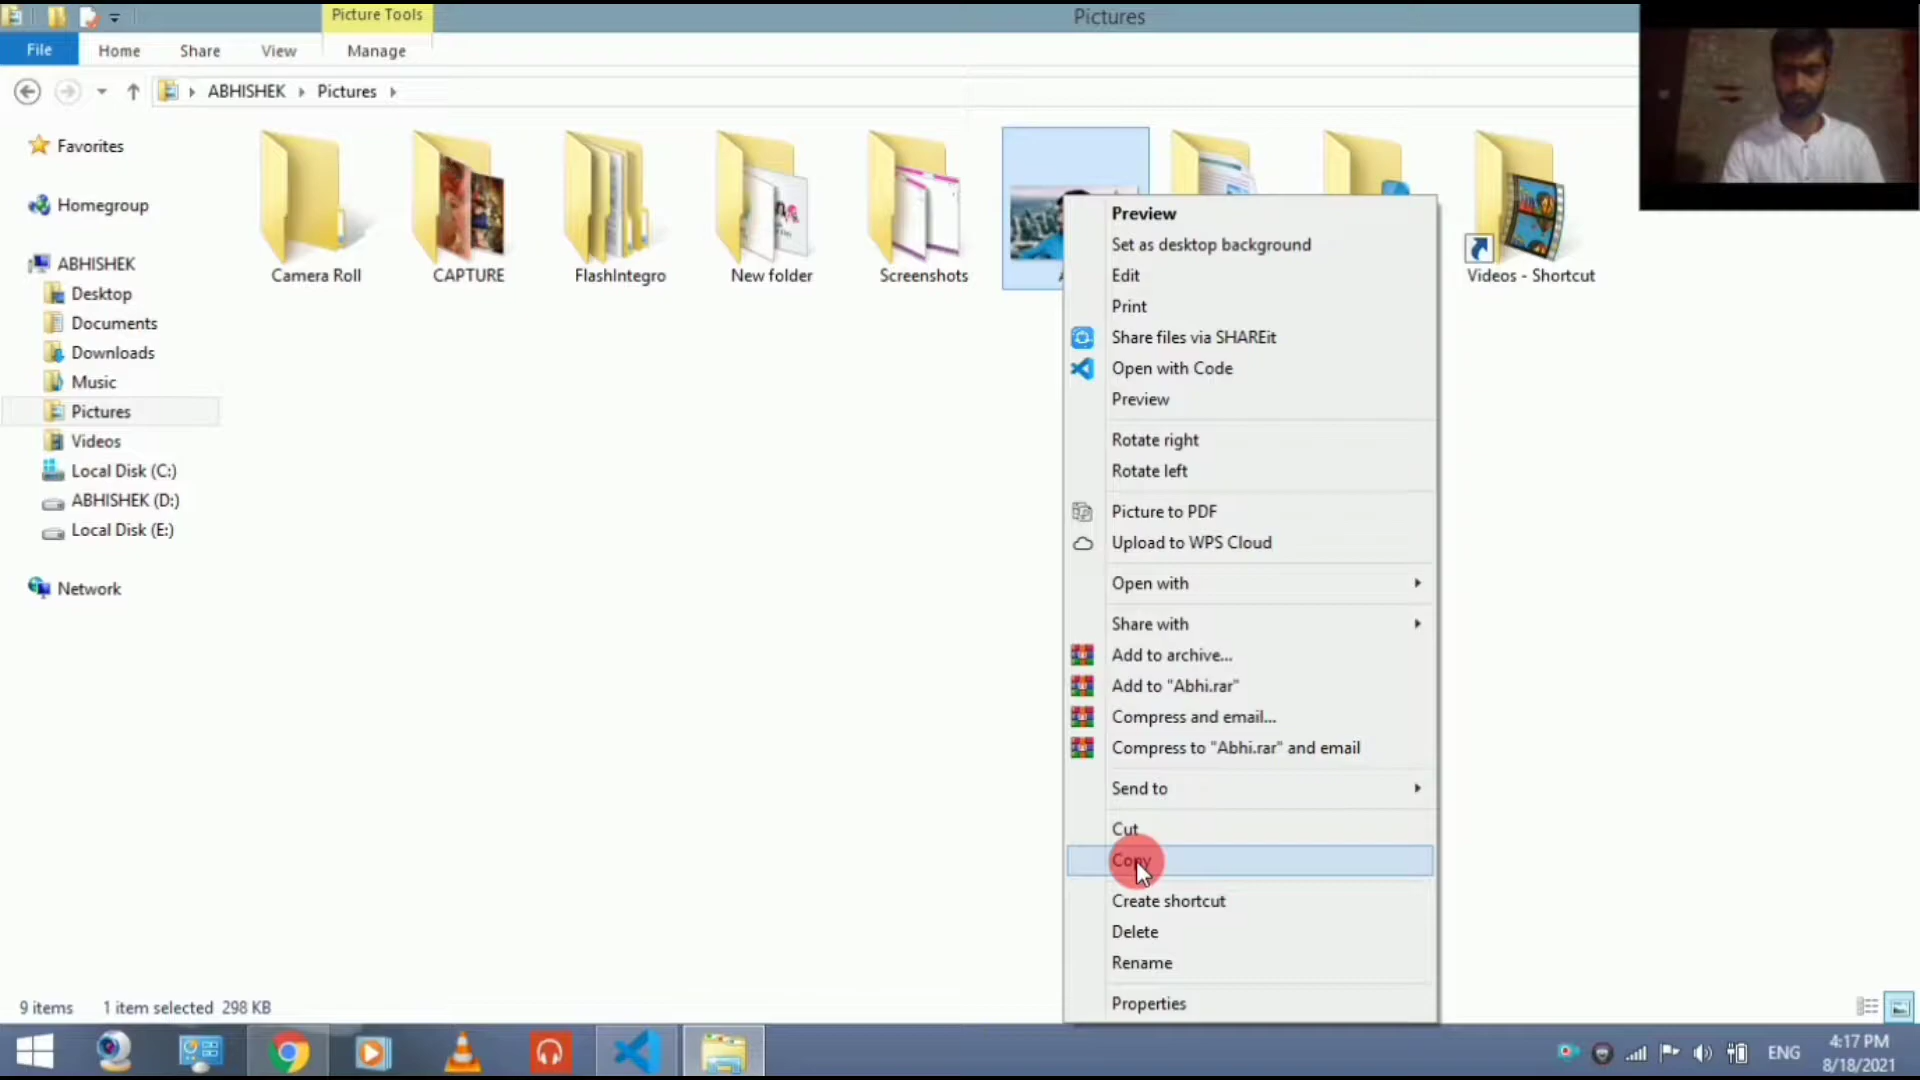 Picture Tools
Pictures
File
Home
Share
View
Manage
ABHISHEK
Pictures
Favorites
Homegroup
ABHISHEK
Desktop
Documents
Downloads
Music
Pictures
Videos
Local Disk (C:)
ABHISHEK (D:)
Local Disk (E:)
Network
Camera Roll
CAPTURE
FlashIntegro
New folder
Screenshots
Videos - Shortcut
Preview
Set as desktop background
Edit
Print
Share files via SHAREit
Open with Code
Preview
Rotate right
Rotate left
Picture to PDF
Upload to WPS Cloud
Open with
Share with
Add to archive...
Add to "Abhi.rar"
Compress and email...
Compress to "Abhi.rar" and email
Send to
Cut
Copy
Create shortcut
Delete
Rename
Properties
9 items
1 item selected 298 KB
ENG
4:17 PM
8/18/2021